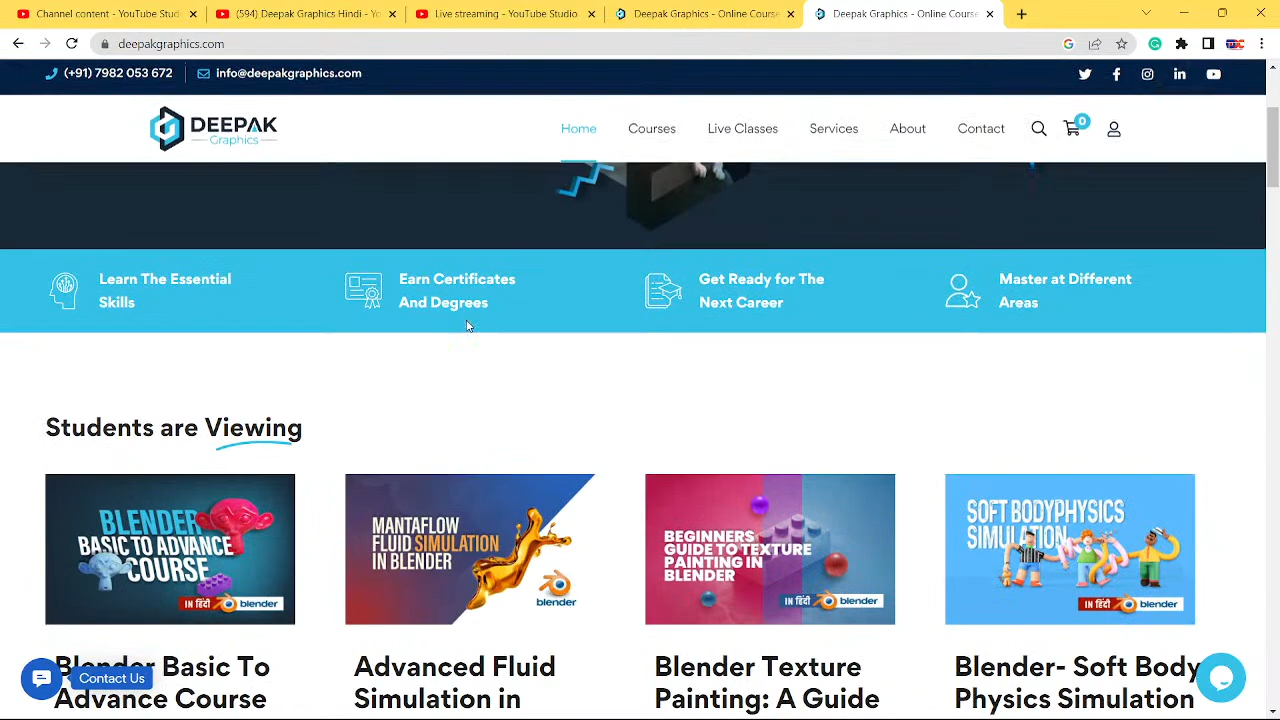 Content office - YouTube Stud
(594) Deepak Graphics Hindi - Yo
Live streaming - YouTube Studio
Deepak Graphics - Online Course
Deepak Graphics - Online Course
deepakgraphics.com
(+91) 7982 053 672
info@deepakgraphics.com
DEEPAK
Graphics
Home
Courses
Live Classes
Services
Contact
0
Learn The Essential
Skills
Earn Certificates
And Degrees
Get Ready for The
Next Career
Master at Different
Areas
Students are Viewing
BLENDER
BASIC TO ADVANCE
COURSE
IN हिंदी
blender
MANTAFLOW
FLUID SIMULATION
IN BLENDER
blender
BEGINNERS
GUIDE TO TEXTURE
PAINTING IN
BLENDER
IN हिंदी
blender
SOFT BODYPHYSICS
SIMULATION
IN हिंदी
blender
Blender Basic To
Advance Course
Advanced Fluid
Simulation in
Blender Texture
Painting: A Guide
Blender- Soft Body
Physics Simulation
Contact Us